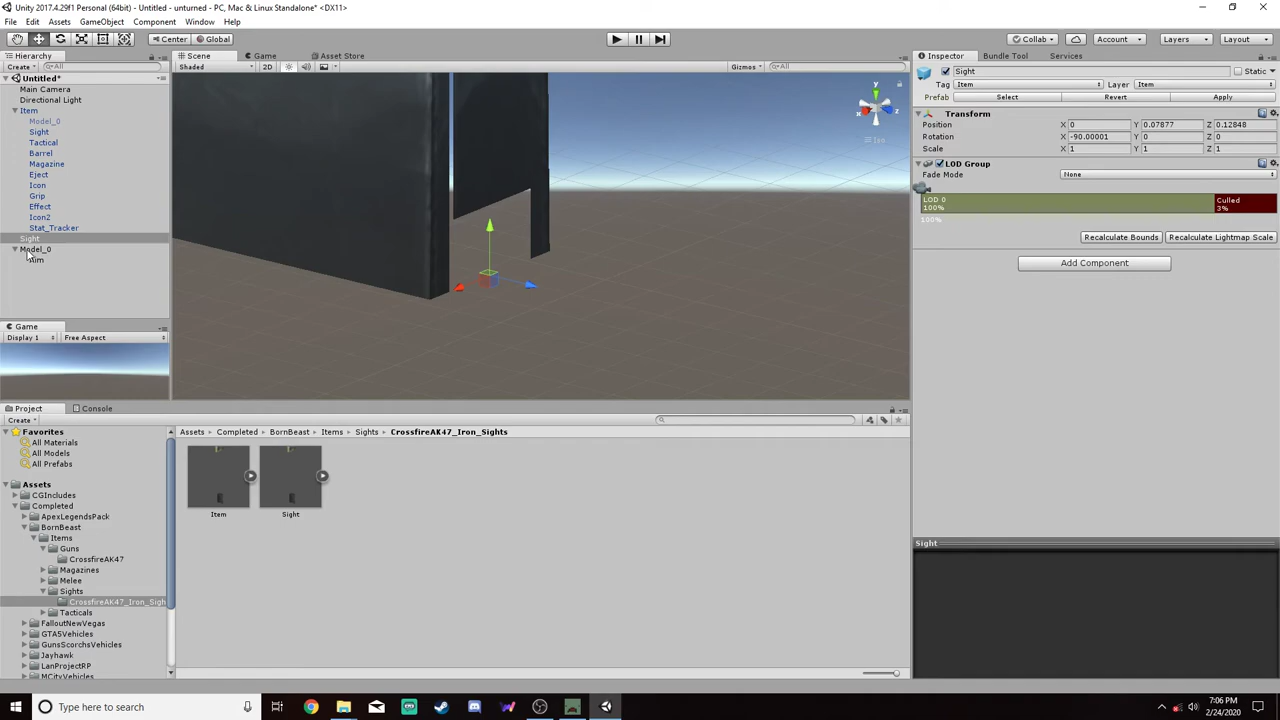 Unity 2017.4.29f1 Personal (64bit) - Untitled - unturned - PC, Mac & Linux Standalone* <DX11>
File Edit Assets GameObject Component Window Help
Center Global Collab Account Layers Layout
Hierarchy
Create All
Untitled*
Main Camera
Directional Light
Item
Model_0
Sight
Tactical
Barrel
Magazine
Eject
Icon
Grip
Effect
Icon2
Stat_Tracker
Sight
Model_0
Aim
Game
Display 1 Free Aspect
Scene Game Asset Store
Shaded 2D Gizmos All
y
x z
Iso
Inspector Bundle Tool Services
Sight Static
Tag Item Layer Item
Prefab Select Revert Apply
Transform
Position X 0 Y 0.07877 Z 0.12848
Rotation X -90.00001 Y 0 Z 0
Scale X 1 Y 1 Z 1
LOD Group
Fade Mode None
LOD 0
100%
Culled
3%
100%
Recalculate Bounds Recalculate Lightmap Scale
Add Component
Sight
Project Console
Create
Favorites
All Materials
All Models
All Prefabs
Assets
CGIncludes
Completed
ApexLegendsPack
BornBeast
Items
Guns
CrossfireAK47
Magazines
Melee
Sights
CrossfireAK47_Iron_Sigh
Tacticals
FalloutNewVegas
GTA5Vehicles
GunsScorchsVehicles
Jayhawk
LanProjectRP
MCityVehicles
Assets Completed BornBeast Items Sights CrossfireAK47_Iron_Sights
Item Sight
Type here to search
7:06 PM
2/24/2020